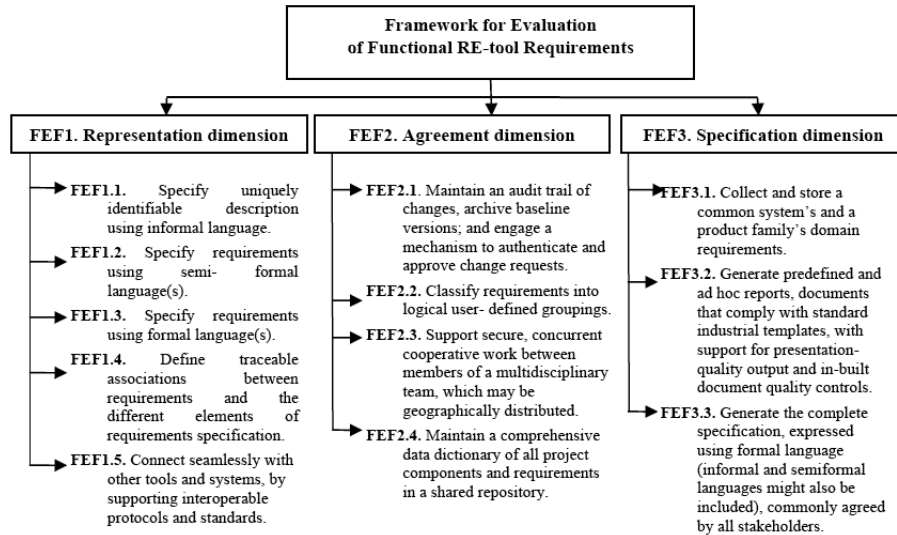 Framework for Evaluation
of Functional RE-tool Requirements
FEF1. Representation dimension
FEF1.1. Specify uniquely
identifiable description
using informal language.
FEF1.2. Specify requirements
using semi- formal
language(s).
FEF1.3. Specify requirements
using formal language(s).
FEF1.4. Define traceable
associations between
requirements and the
different elements of
requirements specification.
FEF1.5. Connect seamlessly with
other tools and systems, by
supporting interoperable
protocols and standards.
FEF2. Agreement dimension
FEF2.1. Maintain an audit trail of
changes, archive baseline
versions; and engage a
mechanism to authenticate and
approve change requests.
FEF2.2. Classify requirements into
logical user- defined groupings.
FEF2.3. Support secure, concurrent
cooperative work between
members of a multidisciplinary
team, which may be
geographically distributed.
FEF2.4. Maintain a comprehensive
data dictionary of all project
components and requirements
in a shared repository.
FEF3. Specification dimension
FEF3.1. Collect and store a
common system's and a
product family's domain
requirements.
FEF3.2. Generate predefined and
ad hoc reports, documents
that comply with standard
industrial templates, with
support for presentation-
quality output and in-built
document quality controls.
FEF3.3. Generate the complete
specification, expressed
using formal language
(informal and semiformal
languages might also be
included), commonly agreed
by all stakeholders.